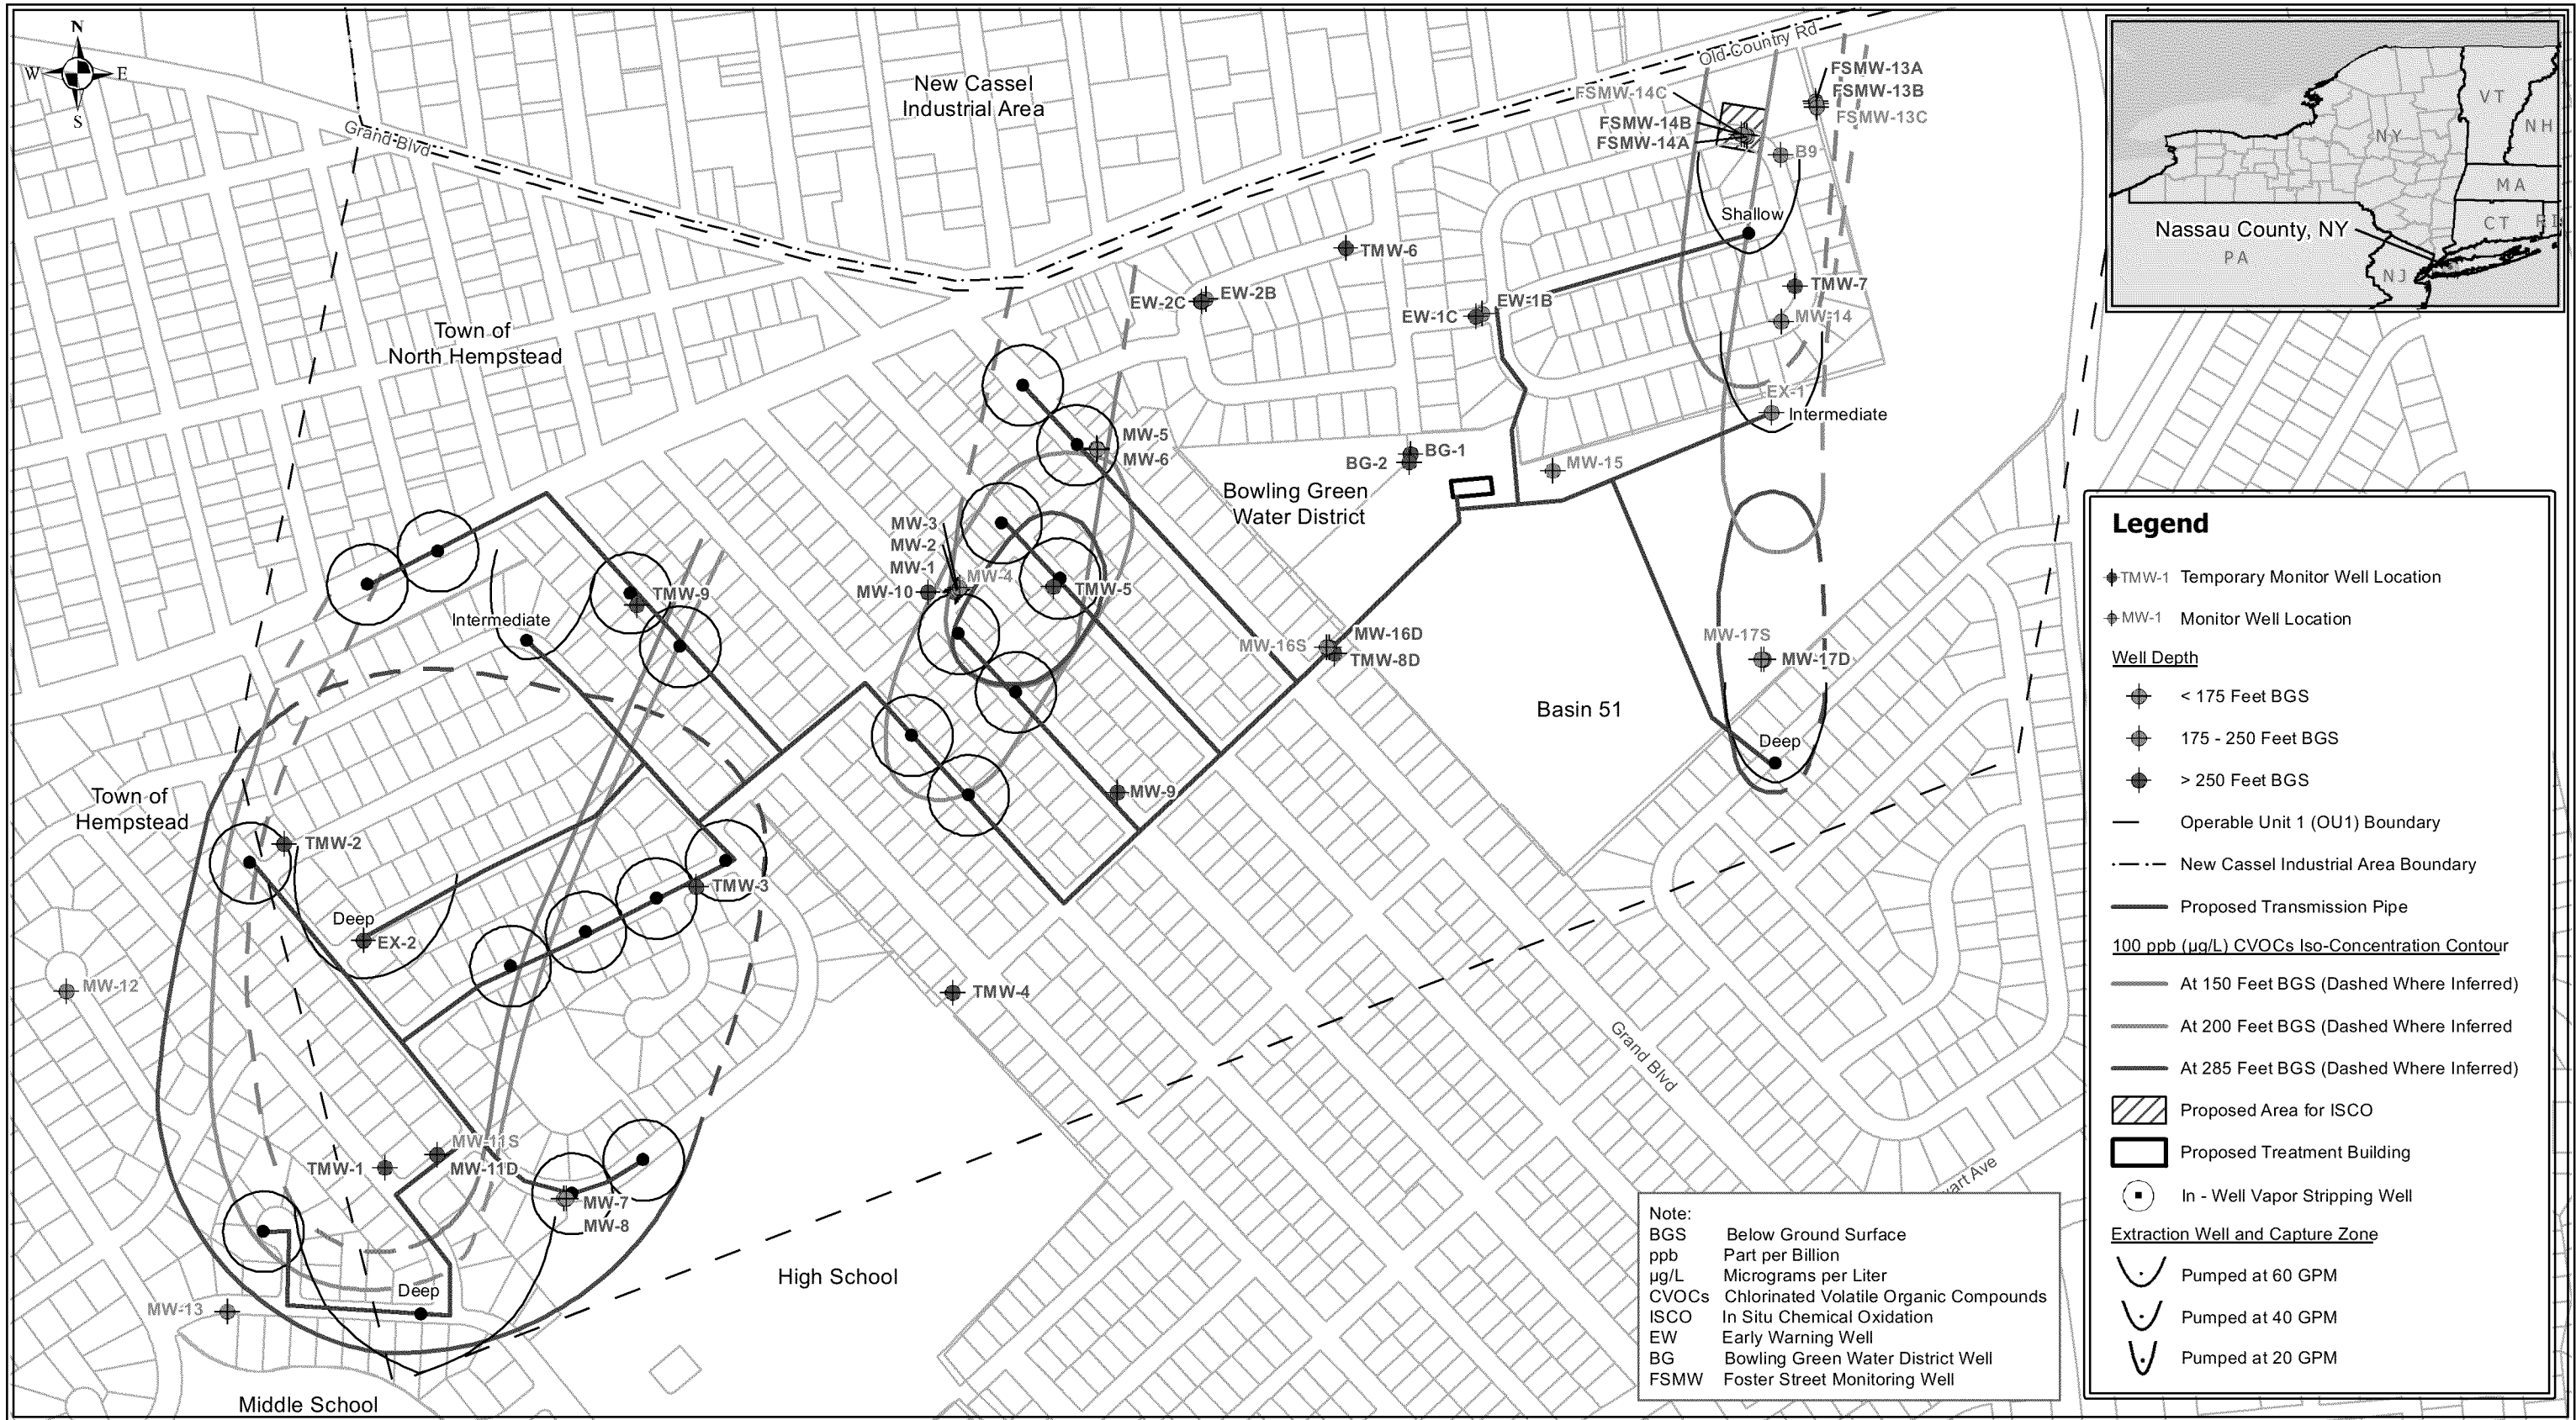 N
W
E
S
New Cassel
Industrial Area
Old Country Rd
Grand Blvd
FSMW-13A
FSMW-13B
FSMW-13C
FSMW-14C
FSMW-14B
FSMW-14A
B9
Shallow
TMW-6
TMW-7
MW-14
EW-2C
EW-2B
EW-1B
EW-1C
Town of
North Hempstead
EX-1
Intermediate
MW-5
MW-6
BG-1
BG-2
MW-15
Bowling Green
Water District
MW-3
MW-2
MW-1
MW-4
MW-10
TMW-5
TMW-9
Intermediate
MW-16S
MW-16D
TMW-8D
MW-17S
MW-17D
Basin 51
Deep
MW-9
Town of
Hempstead
TMW-2
TMW-3
Deep
EX-2
MW-12
TMW-4
Grand Blvd
MW-11S
TMW-1
MW-11D
MW-7
MW-8
High School
Deep
MW-13
Middle School
art Ave
VT
NH
NY
MA
CT
RI
Nassau County, NY
PA
NJ
Legend
TMW-1 Temporary Monitor Well Location
MW-1 Monitor Well Location
Well Depth
< 175 Feet BGS
175 - 250 Feet BGS
> 250 Feet BGS
Operable Unit 1 (OU1) Boundary
New Cassel Industrial Area Boundary
Proposed Transmission Pipe
100 ppb (µg/L) CVOCs Iso-Concentration Contour
At 150 Feet BGS (Dashed Where Inferred)
At 200 Feet BGS (Dashed Where Inferred
At 285 Feet BGS (Dashed Where Inferred)
Proposed Area for ISCO
Proposed Treatment Building
In - Well Vapor Stripping Well
Extraction Well and Capture Zone
Pumped at 60 GPM
Pumped at 40 GPM
Pumped at 20 GPM
Note:
BGS Below Ground Surface
ppb Part per Billion
µg/L Micrograms per Liter
CVOCs Chlorinated Volatile Organic Compounds
ISCO In Situ Chemical Oxidation
EW Early Warning Well
BG Bowling Green Water District Well
FSMW Foster Street Monitoring Well